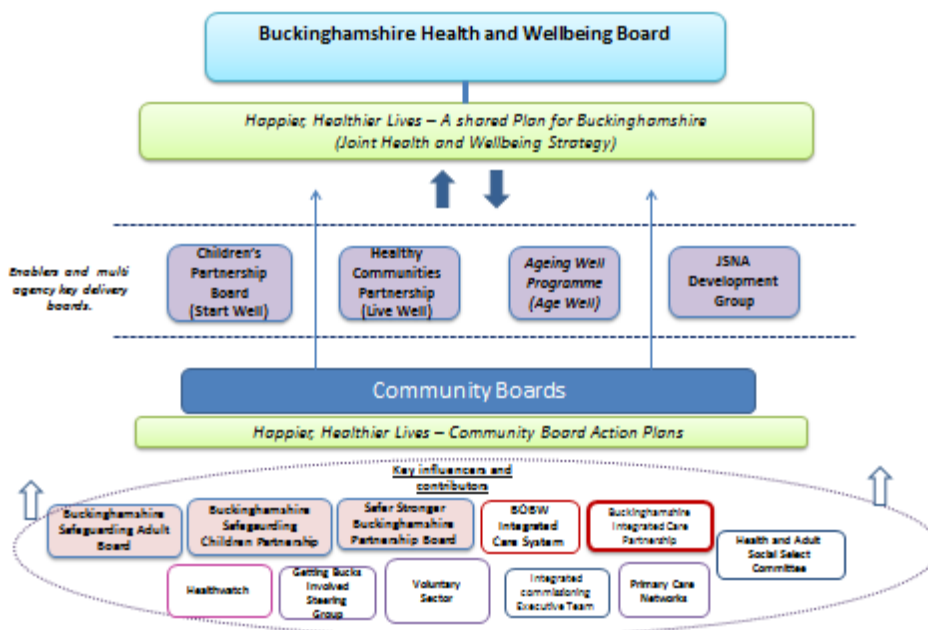 Buckinghamshire Health and Wellbeing Board
Happier, Healthier Lives – A shared Plan for Buckinghamshire
(Joint Health and Wellbeing Strategy)
Enablers and multi
agency key delivery
boards.
Children's
Partnership
Board
(Start Well)
Healthy
Communities
Partnership
(Live Well)
Ageing Well
Programme
(Age Well)
JSNA
Development
Group
Community Boards
Happier, Healthier Lives – Community Board Action Plans
Key influencers and
contributors
Buckinghamshire
Safeguarding Adult
Board
Buckinghamshire
Safegaurding
Children Partnership
Safer Stronger
Buckinghamshire
Partnership Board
BOBW
Integrated
Care System
Buckinghamshire
Integrated Care
Partnership
Health and Adult
Social Select
Committee
Healthwatch
Getting Bucks
Involved
Steering
Group
Voluntary
Sector
Integrated
commissioning
Executive Team
Primary Care
Networks